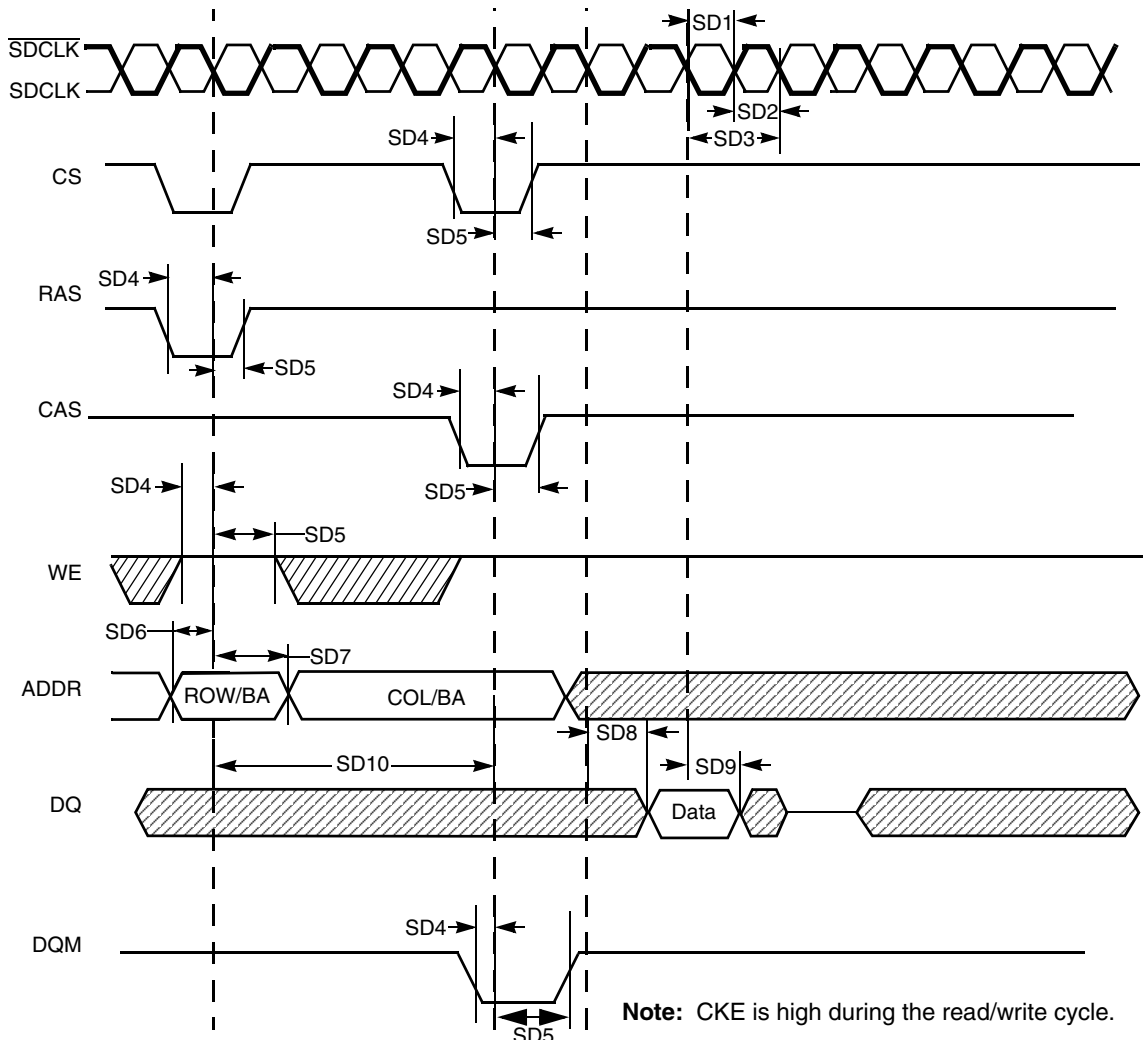 SD1
SDCLK
SDCLK
SD2
SD4
SD3
CS
SD5
SD4
RAS
SD5
SD4
CAS
SD4
SD5
SD5
WE
SD6
SD7
ADDR
ROW/BA
COL/BA
SD8
SD10
SD9
DQ
Data
SD4
DQM
Note: CKE is high during the read/write cycle.
SD5